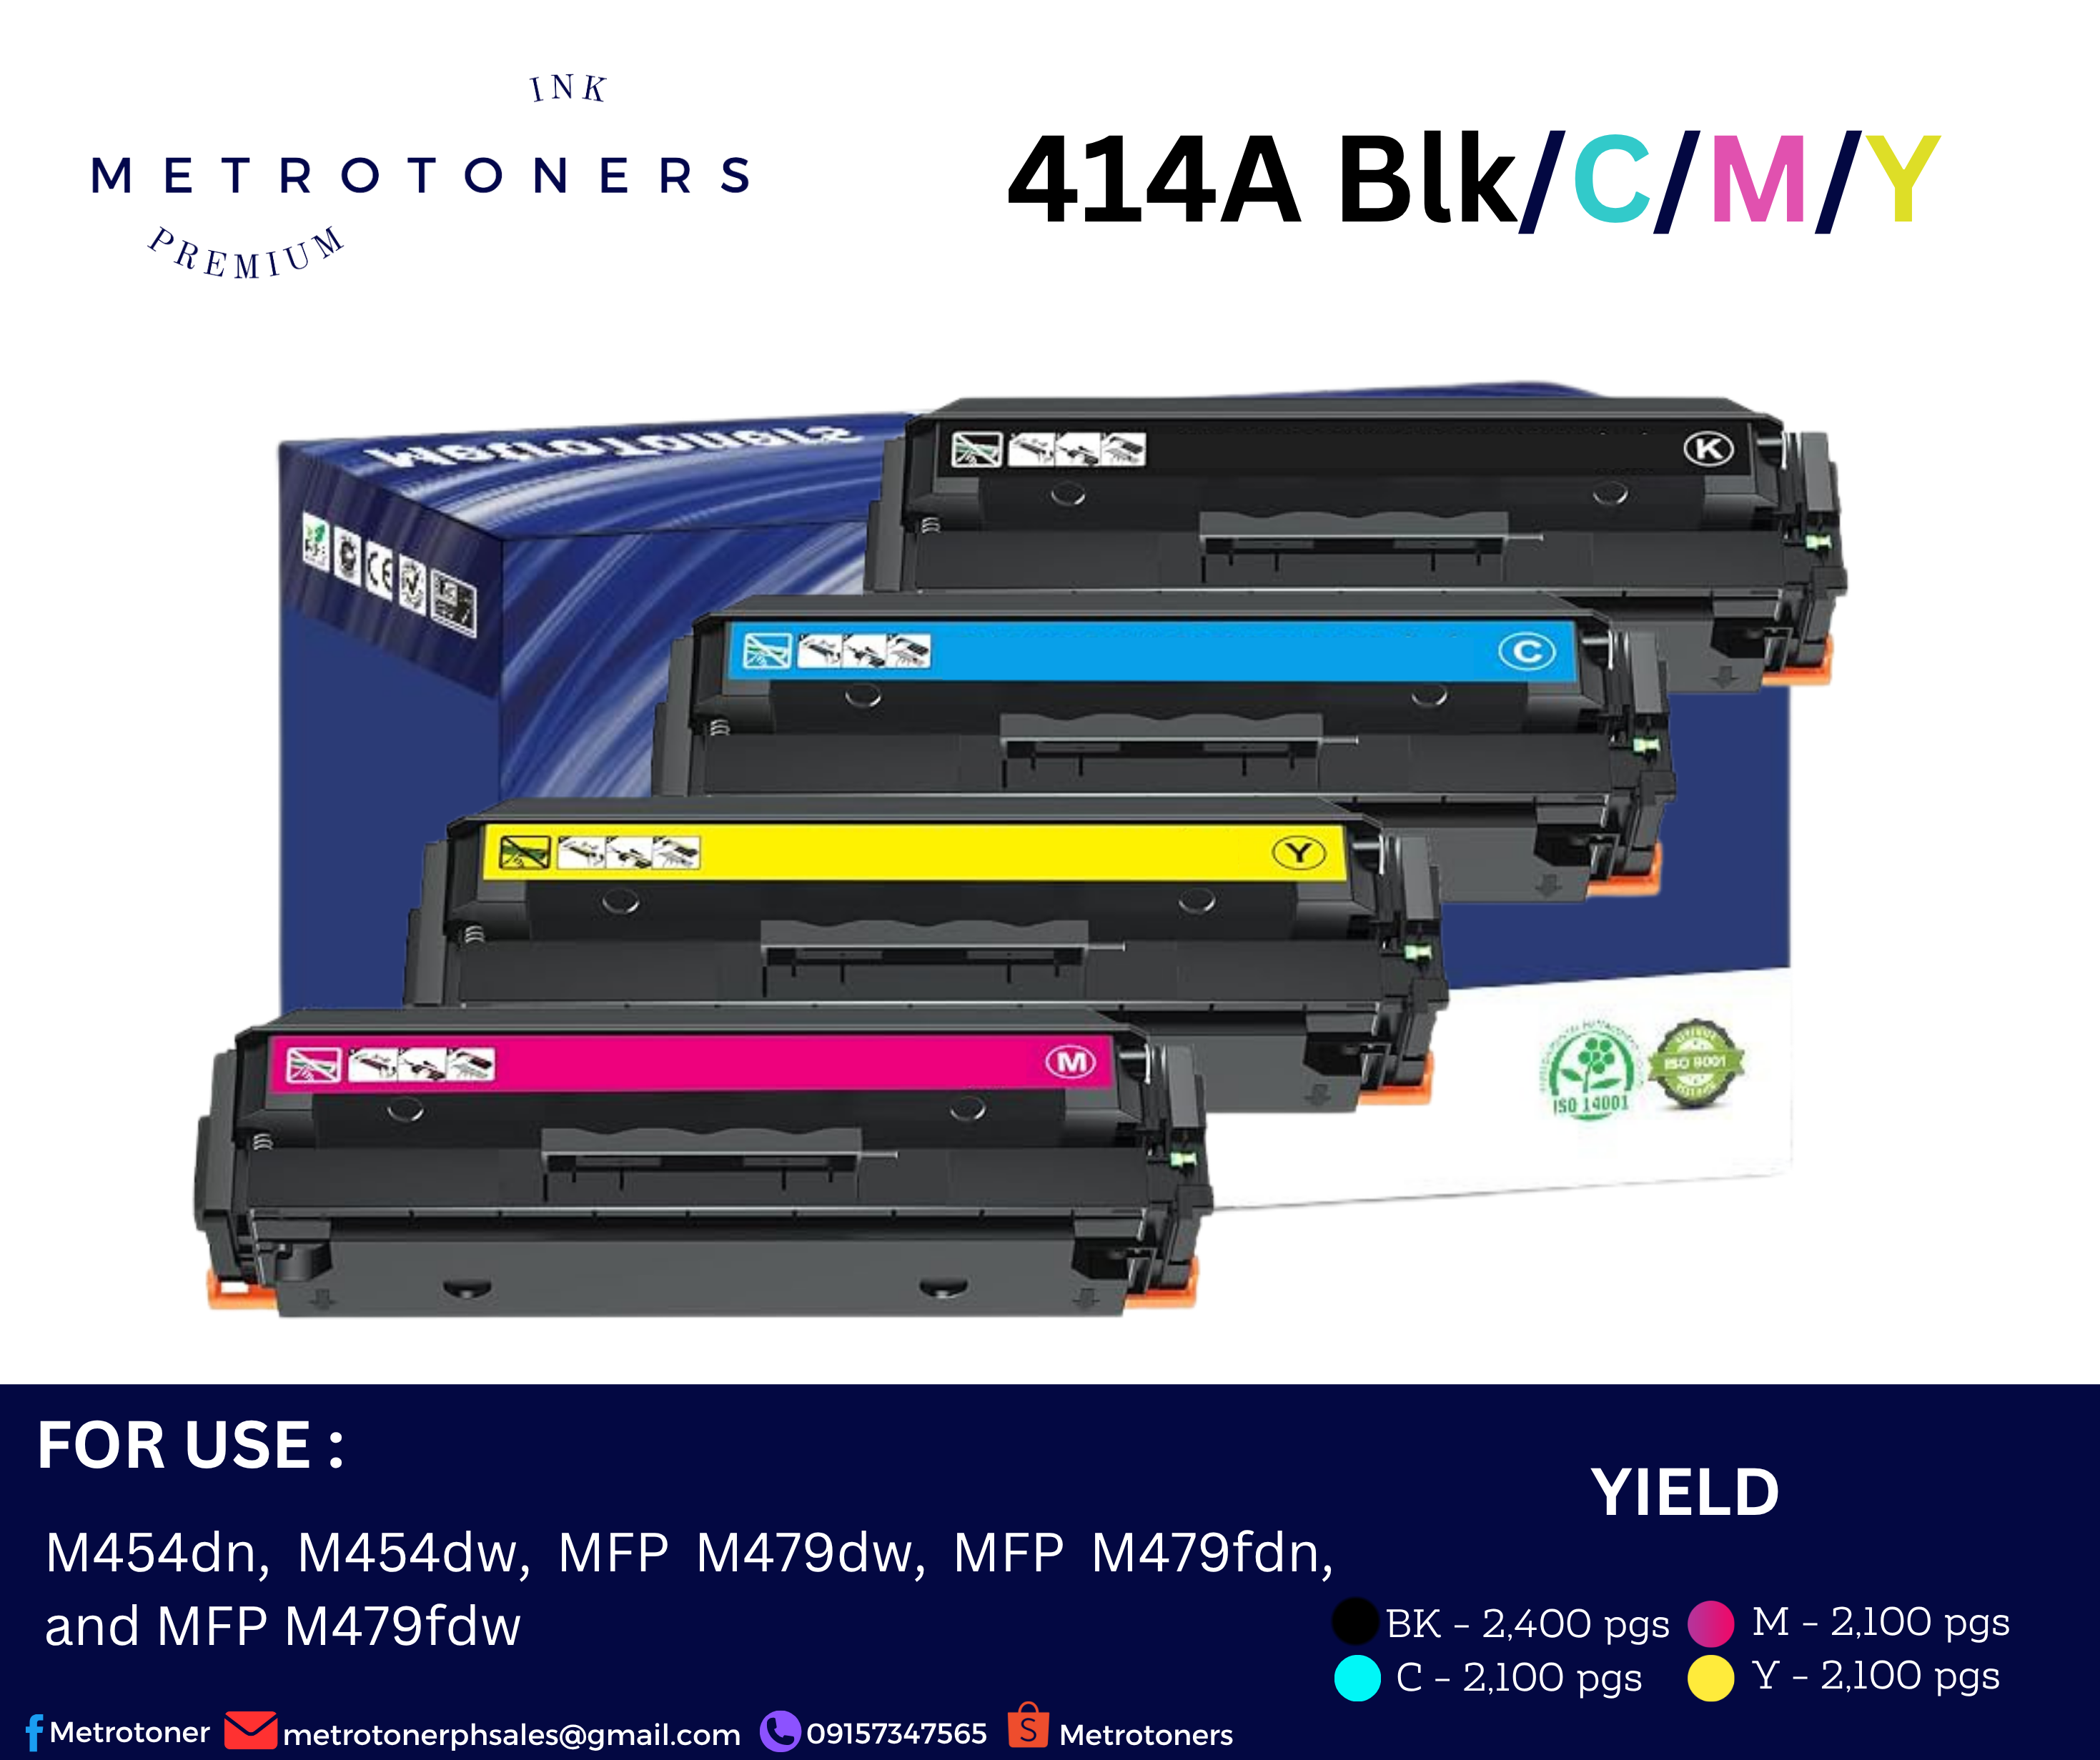 INK
METROTONERS
PREMIUM
414A Blk/C/M/Y
MetroToners
K
C
CE
Y
M
ISO 14001
ISO 9001
FOR USE :
M454dn, M454dw, MFP M479dw, MFP M479fdn,
and MFP M479fdw
YIELD
BK - 2,400 pgs
M - 2,100 pgs
C - 2,100 pgs
Y - 2,100 pgs
Metrotoner
metrotonerphsales@gmail.com
09157347565
S
Metrotoners